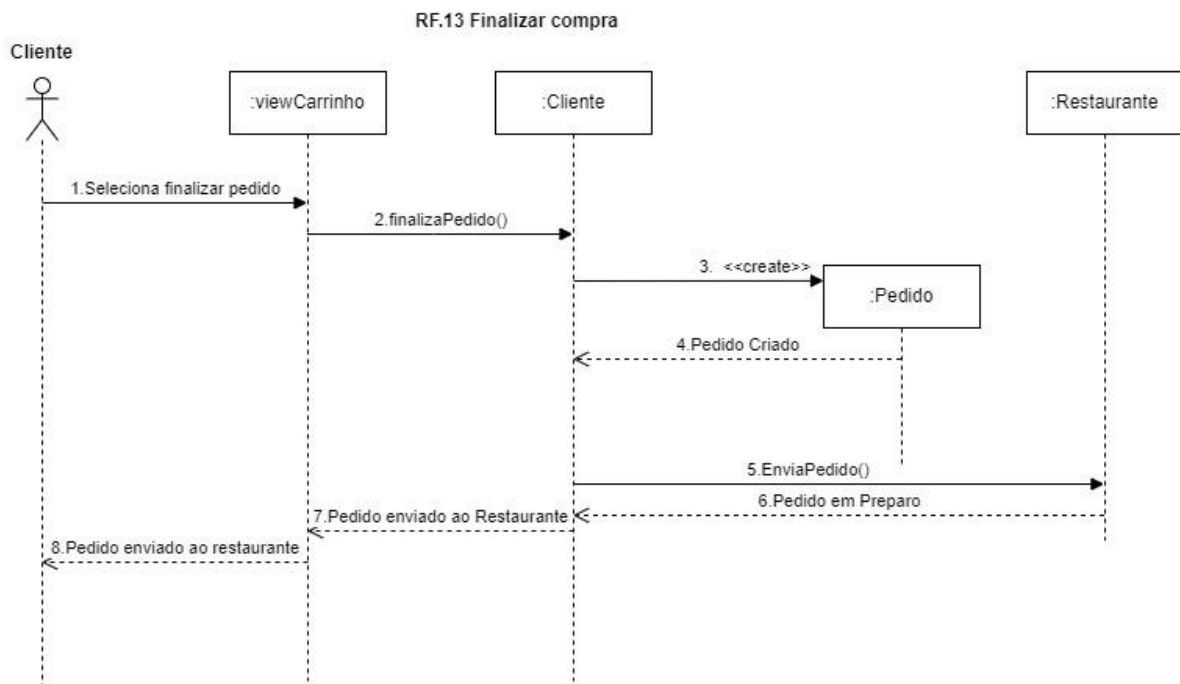 RF.13 Finalizar compra
Cliente
:viewCarrinho
:Cliente
:Restaurante
1.Seleciona finalizar pedido
2.finalizaPedido()
3. <<create>>
:Pedido
4.Pedido Criado
5.EnviaPedido()
6.Pedido em Preparo
7.Pedido enviado ao Restaurante
8.Pedido enviado ao restaurante